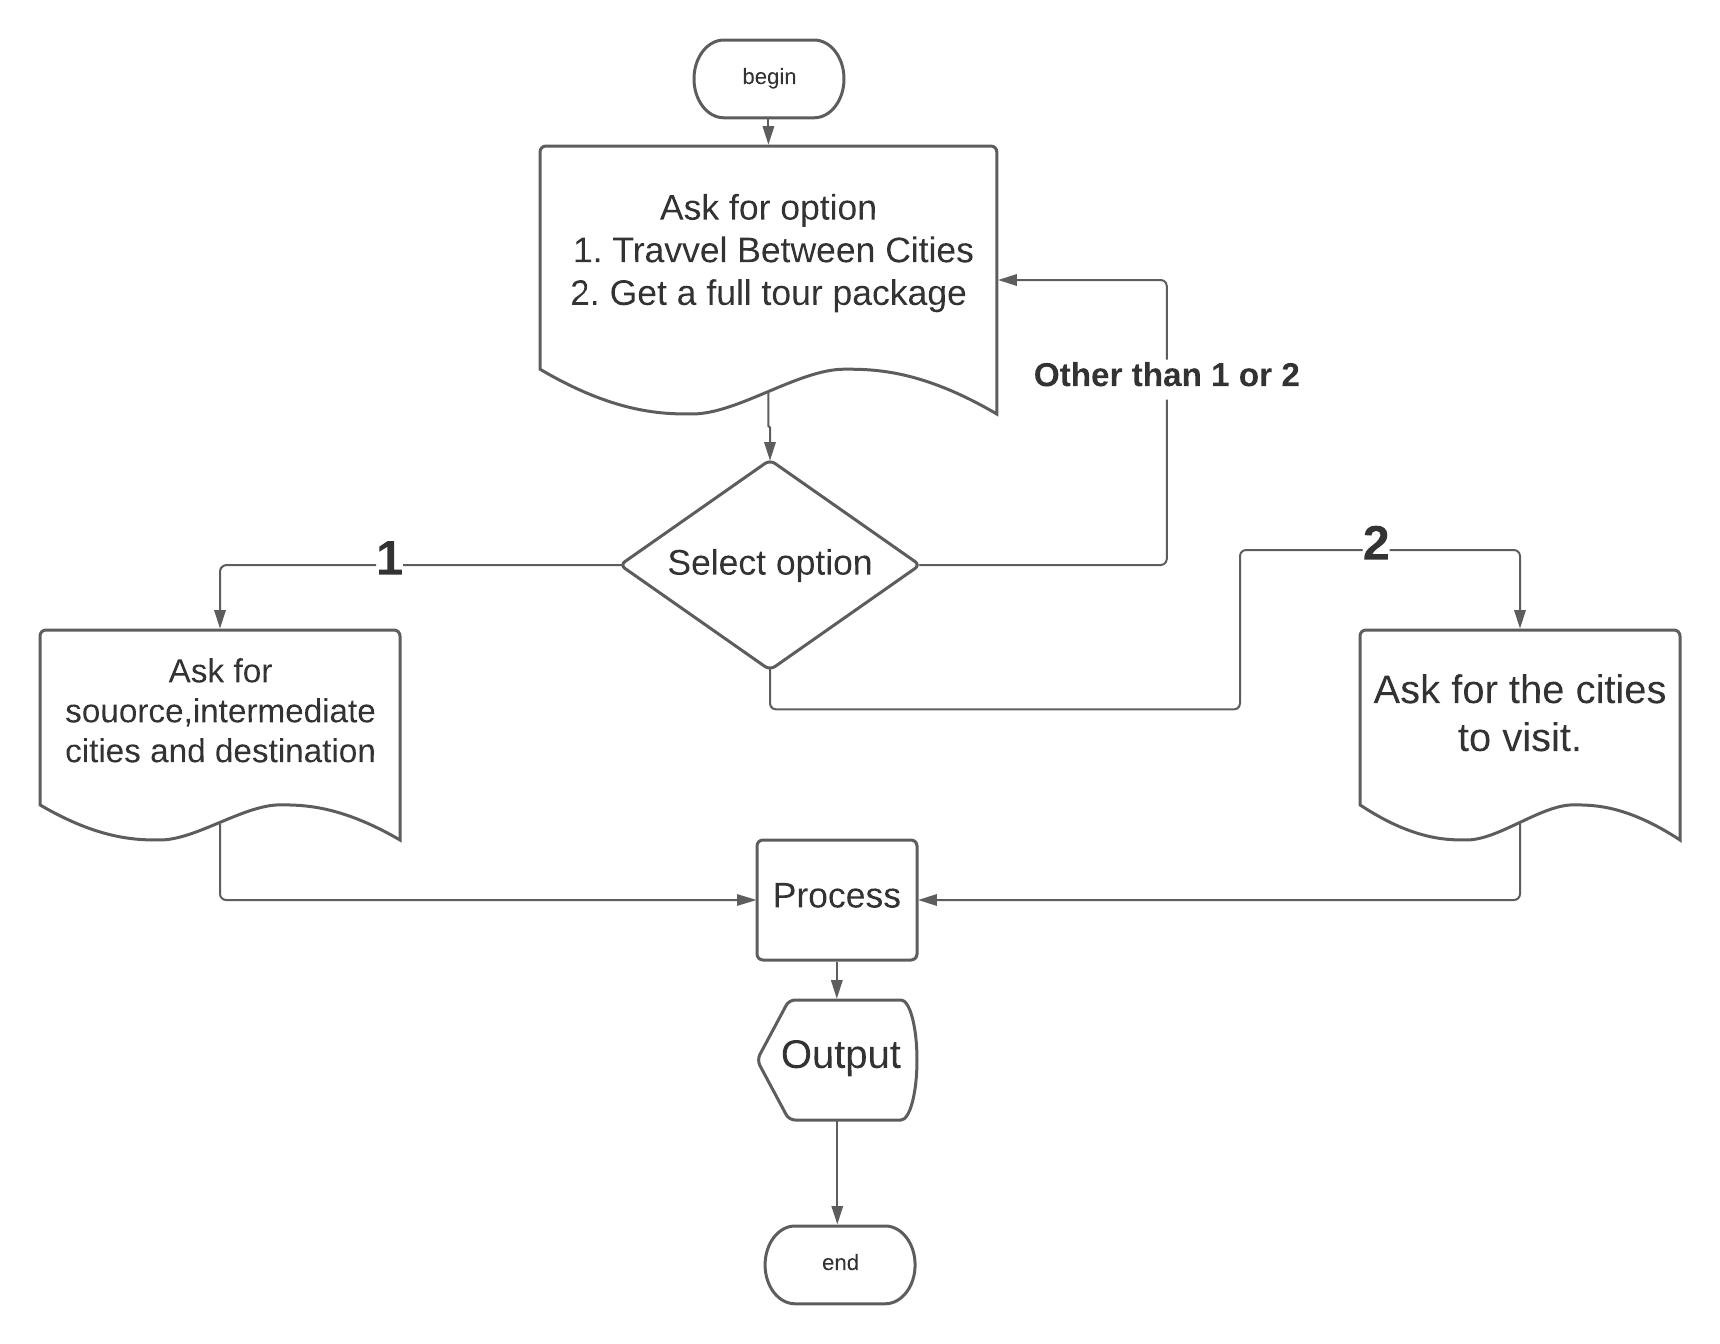 begin
Ask for option
1. Travvel Between Cities
2. Get a full tour package
Other than 1 or 2
Select option
1
2
Ask for
souorce,intermediate
cities and destination
Ask for the cities
to visit.
Process
Output
end